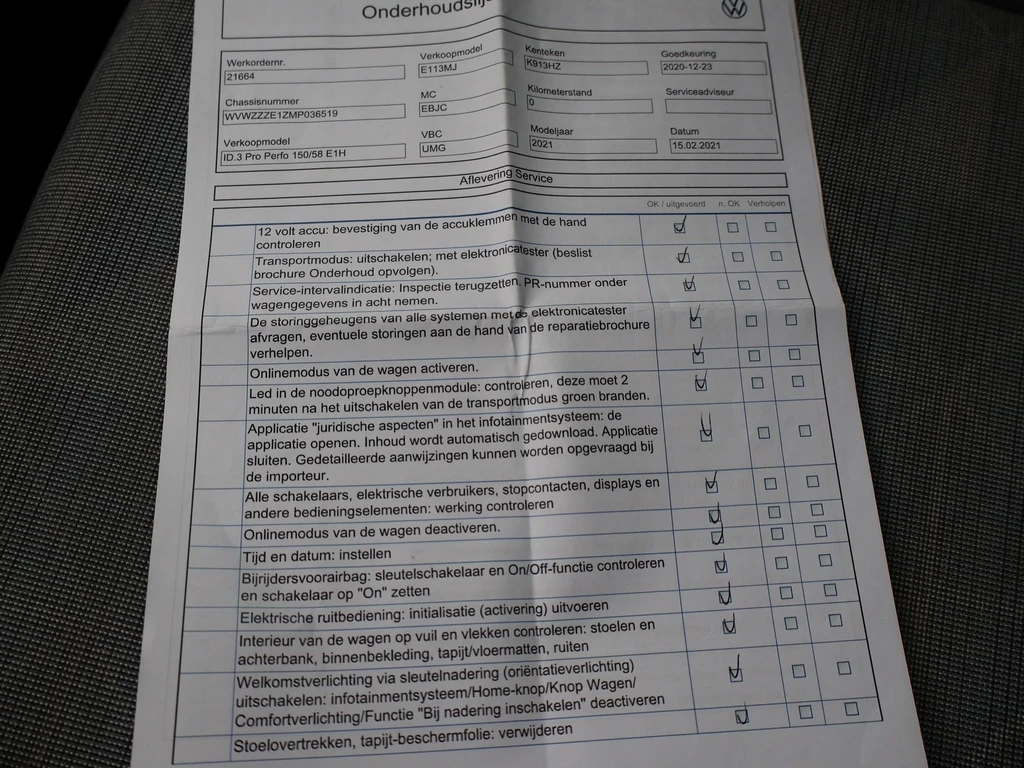 Onderhoudslij
Werkordernr.
21664
Verkoopmodel
E113MJ
Kenteken
K913HZ
Goedkeuring
2020-12-23
Chassisnummer
WVWZZZE1ZMP036519
MC
EBJC
Kilometerstand
0
Serviceadviseur
Verkoopmodel
ID.3 Pro Perfo 150/58 E1H
VBC
UMG
Modeljaar
2021
Datum
15.02.2021
Aflevering Service
OK / uitgevoerd n. OK Verholpen
12 volt accu: bevestiging van de accuklemmen met de hand
controleren
Transportmodus: uitschakelen; met elektronicatester (beslist
brochure Onderhoud opvolgen).
Service-intervalindicatie: Inspectie terugzetten. PR-nummer onder
wagengegevens in acht nemen.
De storinggeheugens van alle systemen met de elektronicatester
afvragen, eventuele storingen aan de hand van de reparatiebrochure
verhelpen.
Onlinemodus van de wagen activeren.
Led in de noodoproepknoppenmodule: controleren, deze moet 2
minuten na het uitschakelen van de transportmodus groen branden.
Applicatie "juridische aspecten" in het infotainmentsysteem: de
applicatie openen. Inhoud wordt automatisch gedownload. Applicatie
sluiten. Gedetailleerde aanwijzingen kunnen worden opgevraagd bij
de importeur.
Alle schakelaars, elektrische verbruikers, stopcontacten, displays en
andere bedieningselementen: werking controleren
Onlinemodus van de wagen deactiveren.
Tijd en datum: instellen
Bijrijdersvoorairbag: sleutelschakelaar en On/Off-functie controleren
en schakelaar op "On" zetten
Elektrische ruitbediening: initialisatie (activering) uitvoeren
Interieur van de wagen op vuil en vlekken controleren: stoelen en
achterbank, binnenbekleding, tapijt/vloermatten, ruiten
Welkomstverlichting via sleutelnadering (oriëntatieverlichting)
uitschakelen: infotainmentsysteem/Home-knop/Knop Wagen/
Comfortverlichting/Functie "Bij nadering inschakelen" deactiveren
Stoelovertrekken, tapijt-beschermfolie: verwijderen